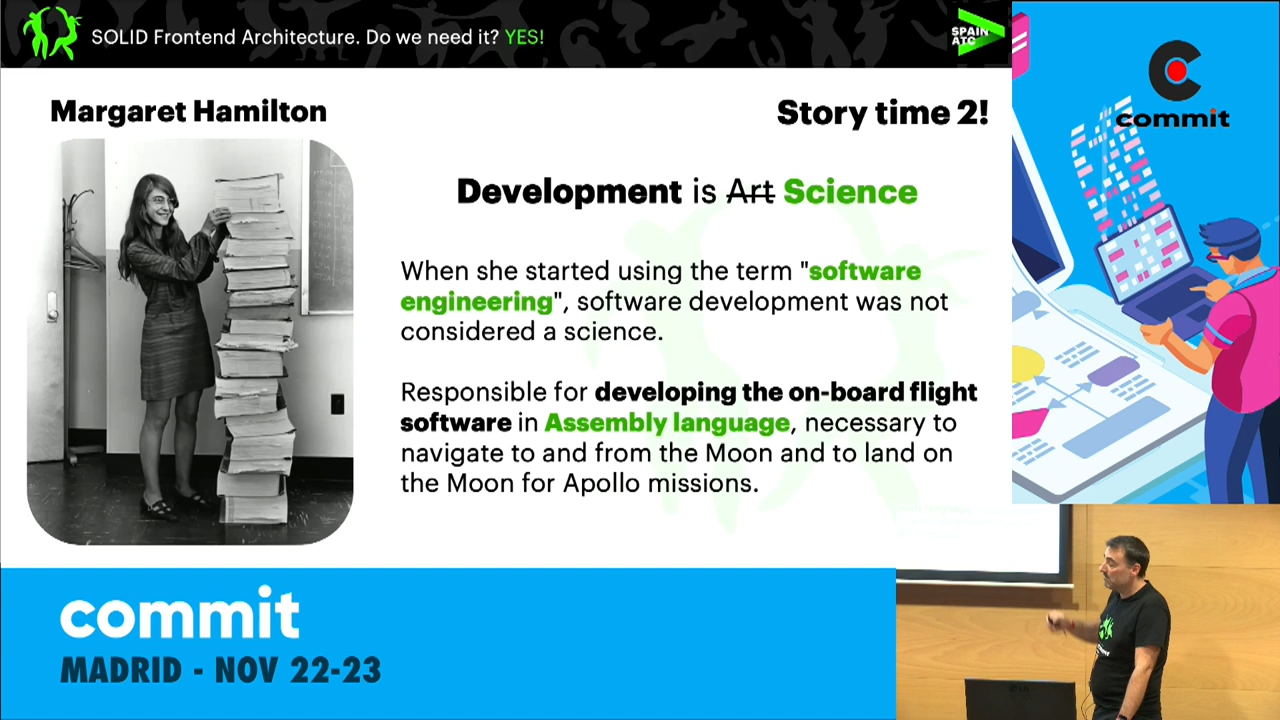 SOLID Frontend Architecture. Do we need it? YES!
SPAIN
ATC
commit
Margaret Hamilton
Story time 2!
Development is Art Science
When she started using the term "software
engineering", software development was not
considered a science.
Responsible for developing the on-board flight
software in Assembly language, necessary to
navigate to and from the Moon and to land on
the Moon for Apollo missions.
commit
MADRID - NOV 22-23